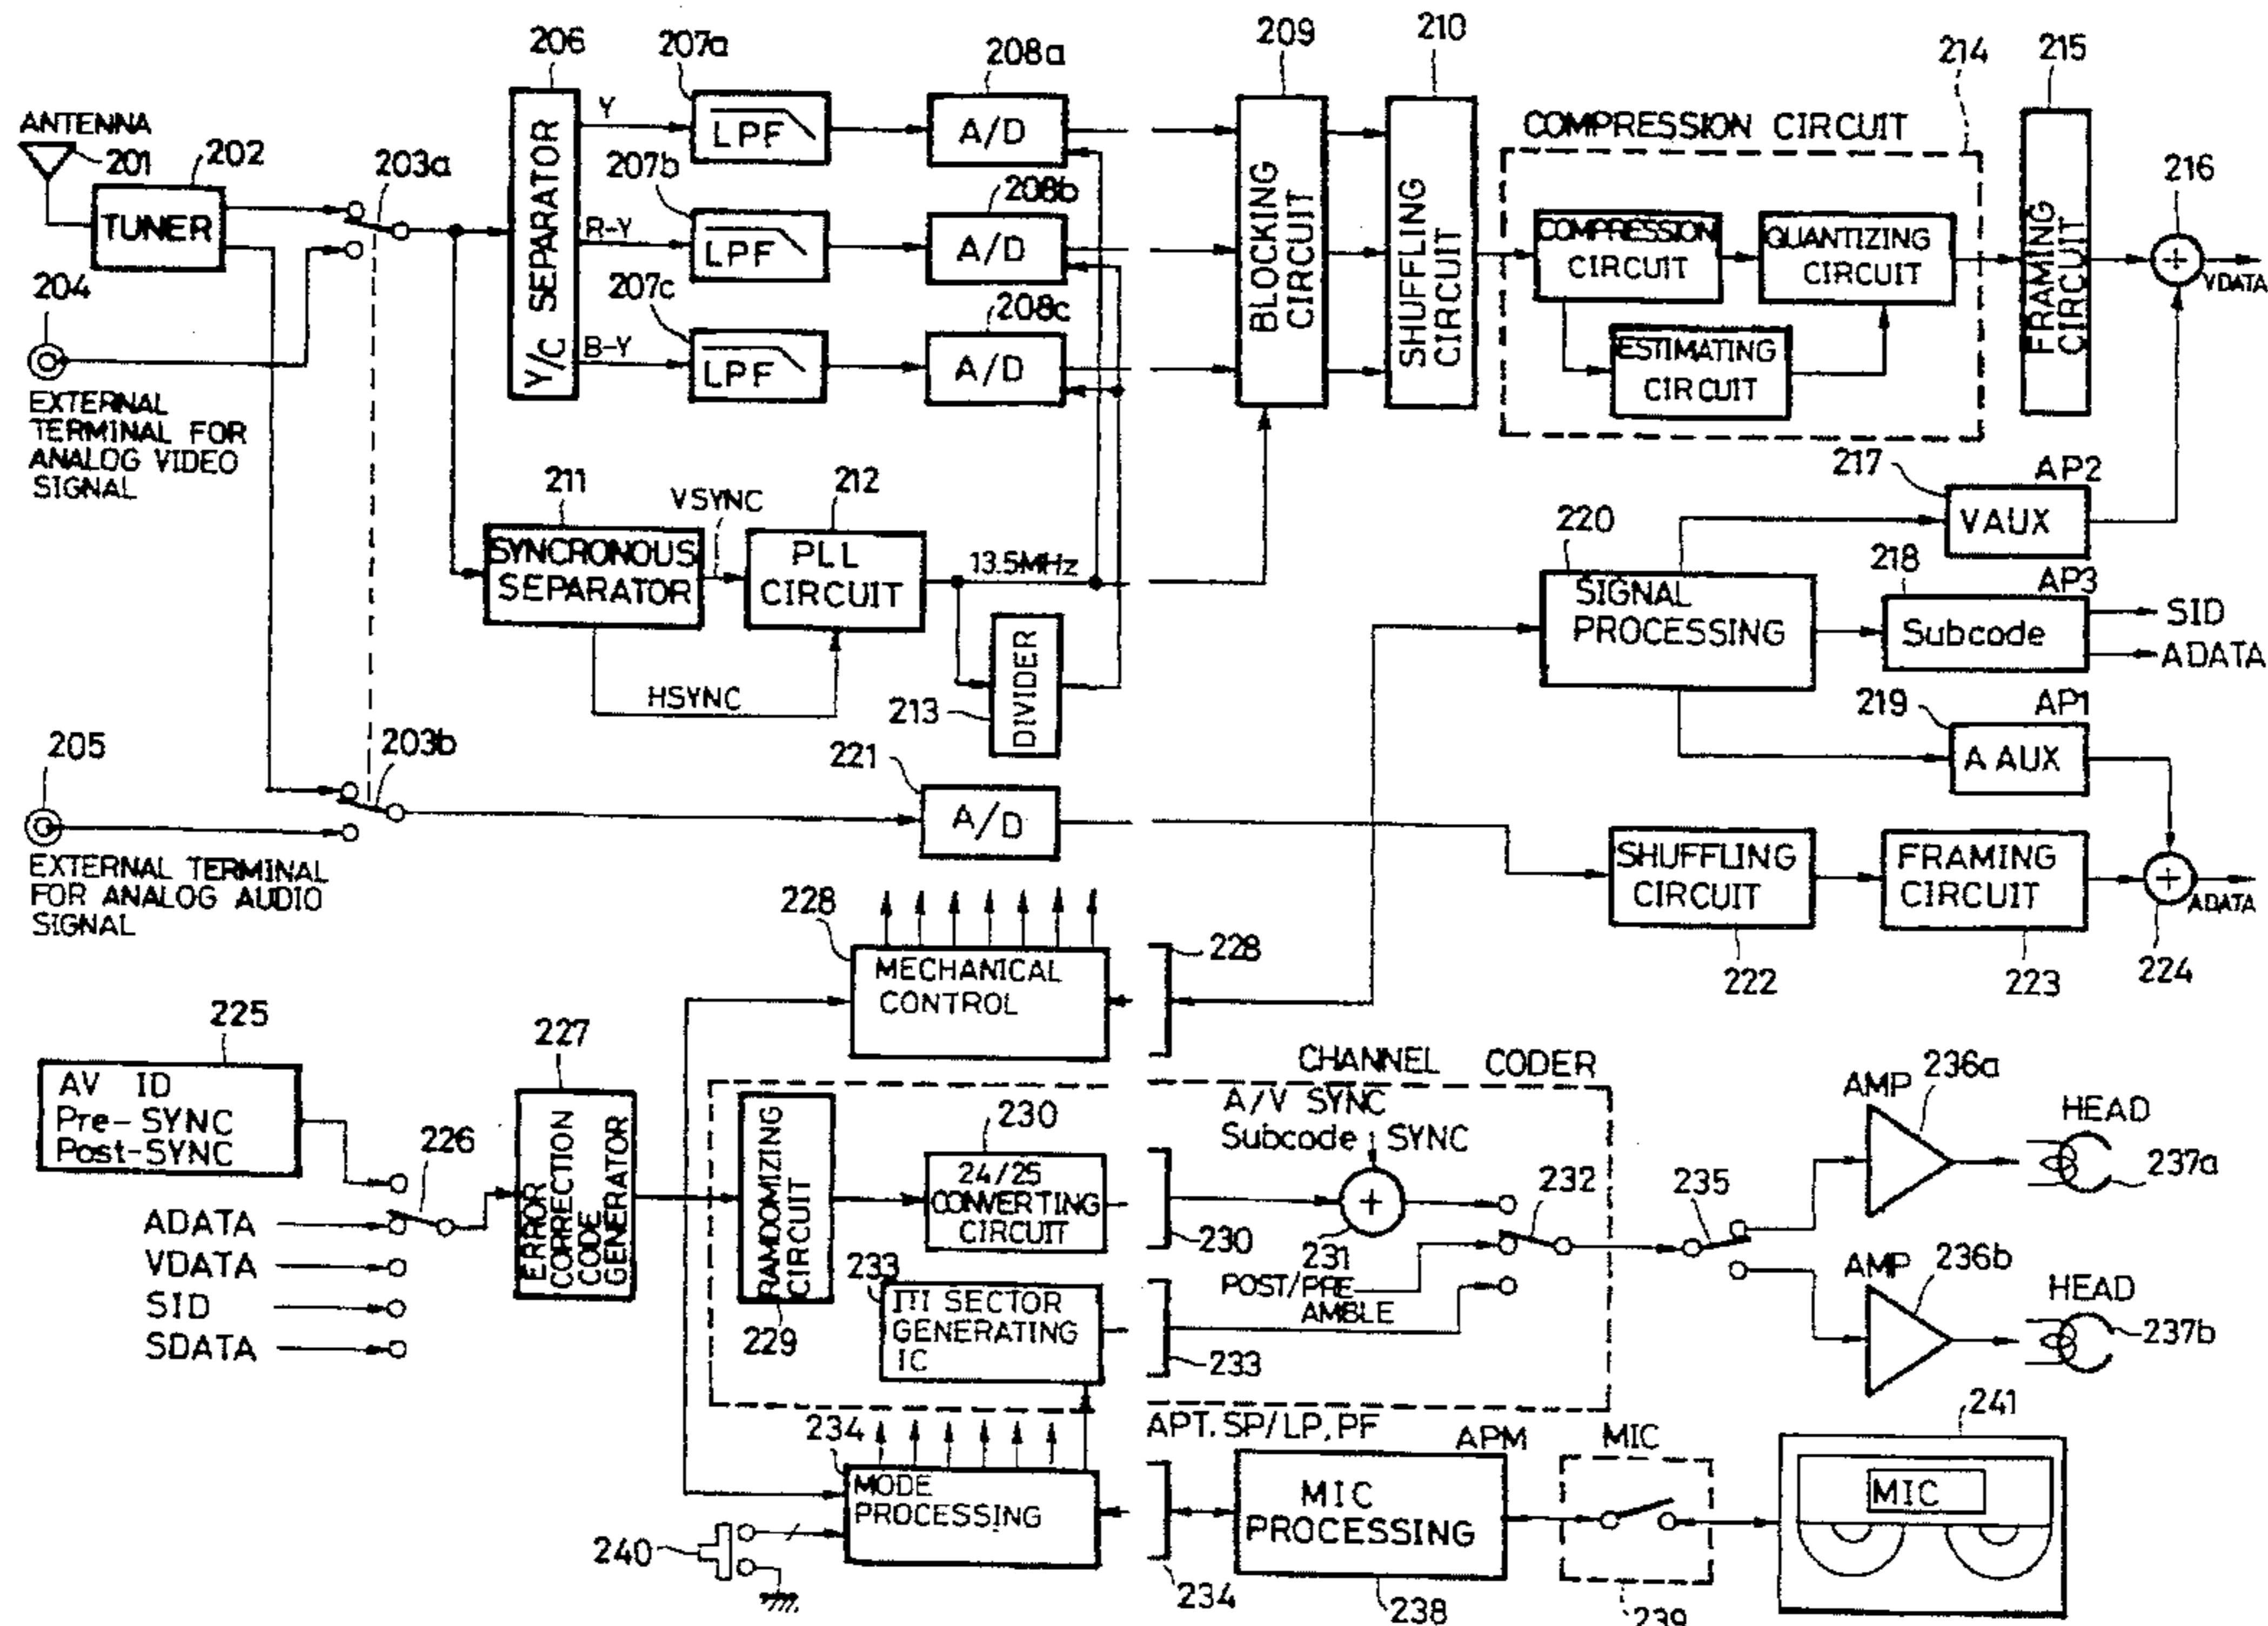 206
207a
208a
209
210
214
215
ANTENNA
201
202
203a
TUNER
204
EXTERNAL
TERMINAL FOR
ANALOG VIDEO
SIGNAL
Y/C SEPARATOR
Y
R-Y
B-Y
LPF
207b
LPF
207c
LPF
A/D
208b
A/D
208c
A/D
BLOCKING
CIRCUIT
SHUFFLING
CIRCUIT
COMPRESSION CIRCUIT
COMPRESSION
CIRCUIT
QUANTIZING
CIRCUIT
ESTIMATING
CIRCUIT
FRAMING
CIRCUIT
216
VDATA
211
VSYNC
212
SYNCRONOUS
SEPARATOR
PLL
CIRCUIT
13.5MHz
HSYNC
213
DIVIDER
217
AP2
VAUX
220
SIGNAL
PROCESSING
218
AP3
Subcode
SID
ADATA
219
AP1
A AUX
205
203b
221
A/D
EXTERNAL TERMINAL
FOR ANALOG AUDIO
SIGNAL
SHUFFLING
CIRCUIT
222
FRAMING
CIRCUIT
223
224
ADATA
228
MECHANICAL
CONTROL
228
225
AV ID
Pre-SYNC
Post-SYNC
226
227
ADATA
VDATA
SID
SDATA
ERROR
CORRECTION
CODE
GENERATOR
CHANNEL CODER
RANDOMIZING
CIRCUIT
229
230
24/25
CONVERTING
CIRCUIT
230
A/V SYNC
Subcode SYNC
231
232
233
ITI SECTOR
GENERATING
IC
233
POST/PRE
AMBLE
235
AMP
236a
HEAD
237a
AMP
236b
HEAD
237b
234
MODE
PROCESSING
240
234
APT. SP/LP, PF
APM
MIC
PROCESSING
238
MIC
239
241
MIC